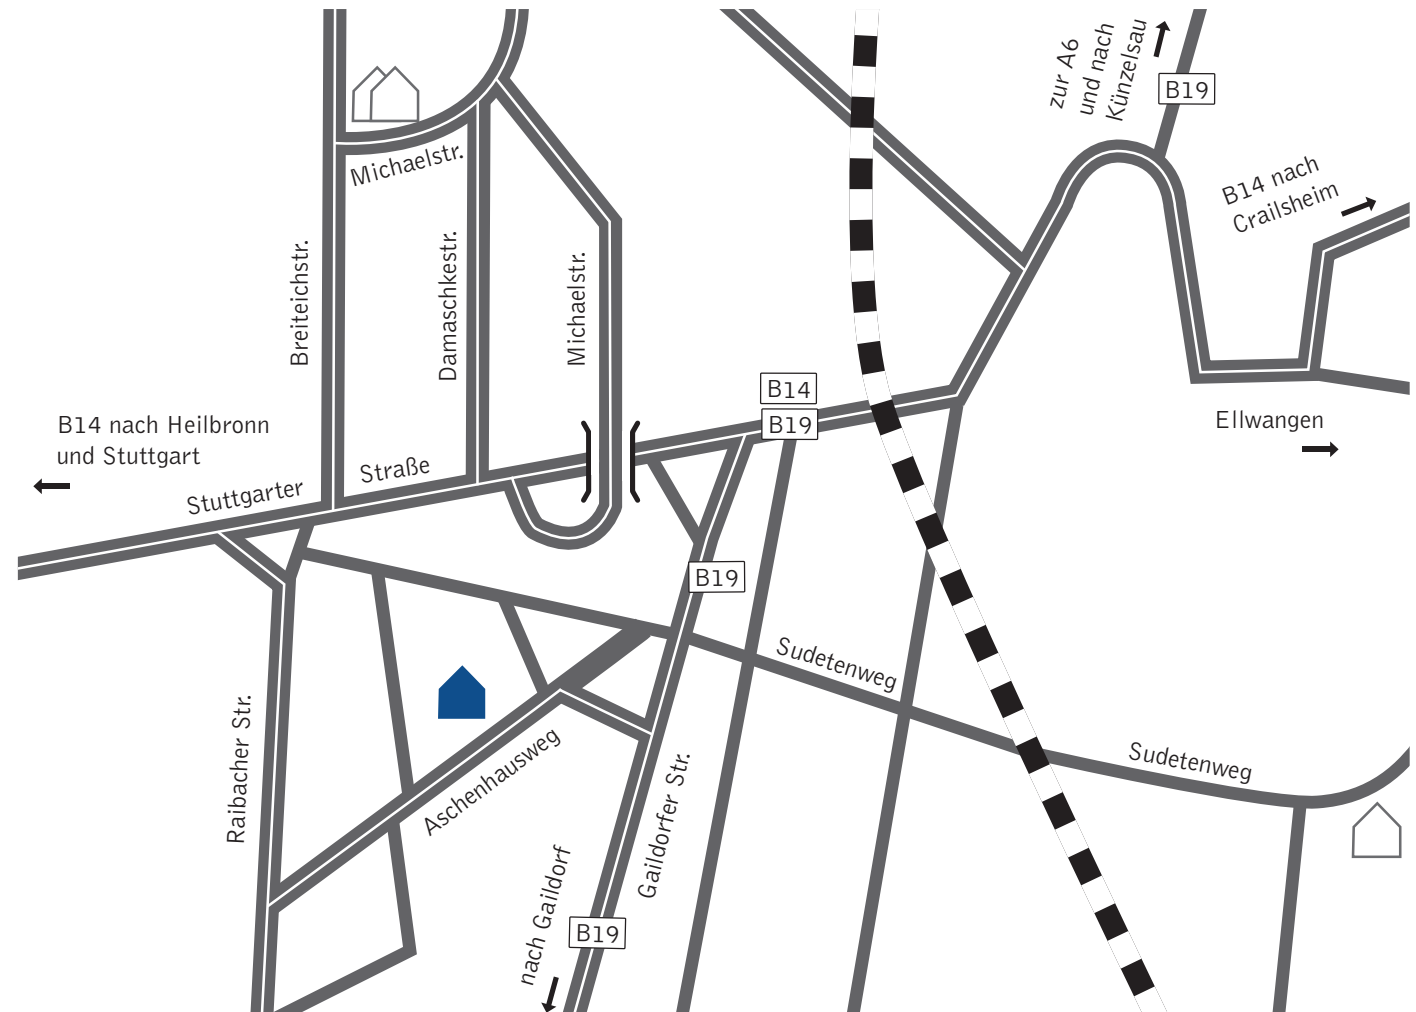 zur A6
und nach
Künzelsau
B19
B14 nach
Crailsheim
Michaelstr.
Breiteichstr.
Damaschkestr.
Michaelstr.
B14
B19
Ellwangen
B14 nach Heilbronn
und Stuttgart
Stuttgarter
Straße
B19
Sudetenweg
Sudetenweg
Raibacher Str.
Aschenhausweg
Gaildorfer Str.
nach Gaildorf
B19